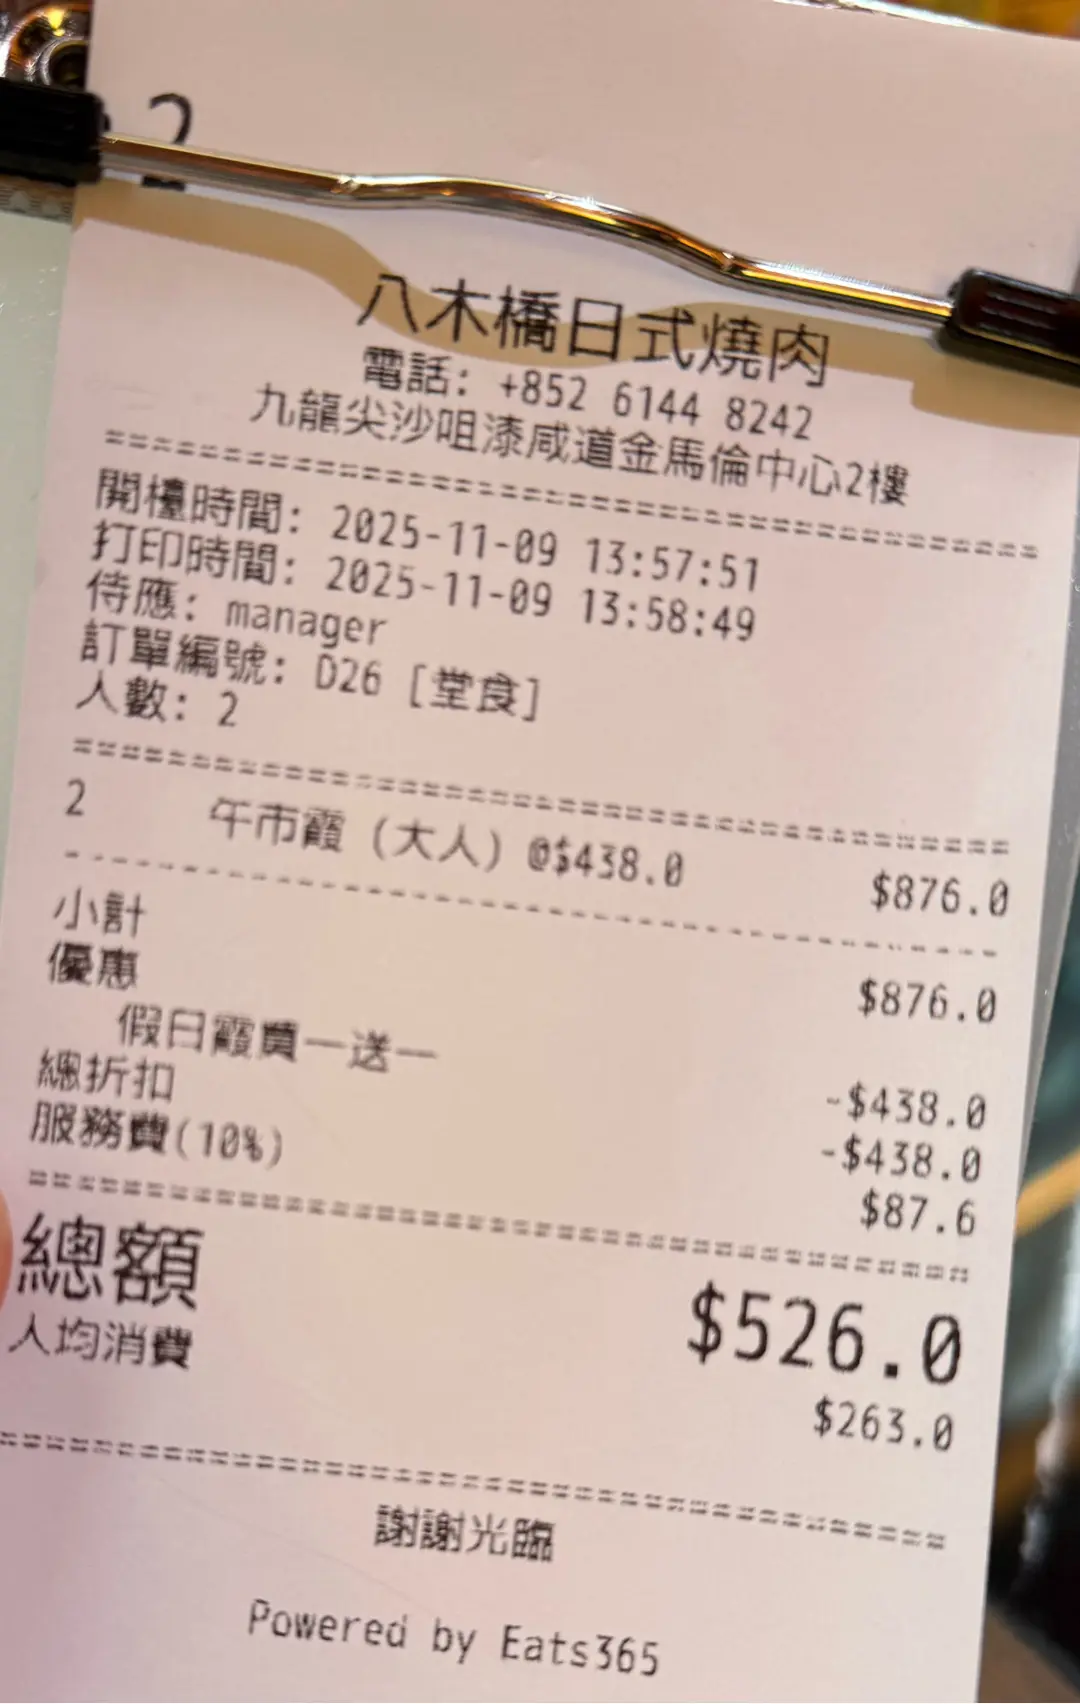 2
八木橋日式燒肉
電話: +852 6144 8242
九龍尖沙咀漆咸道金馬倫中心2樓
開檯時間: 2025-11-09 13:57:51
打印時間: 2025-11-09 13:58:49
侍應: manager
訂單編號: D26 [堂食]
人數: 2
2 午市霞 (大人) @$438.0 $876.0
小計 $876.0
優惠
假日霞買一送一 -$438.0
總折扣 -$438.0
服務費(10%) $87.6
總額 $526.0
人均消費 $263.0
謝謝光臨
Powered by Eats365